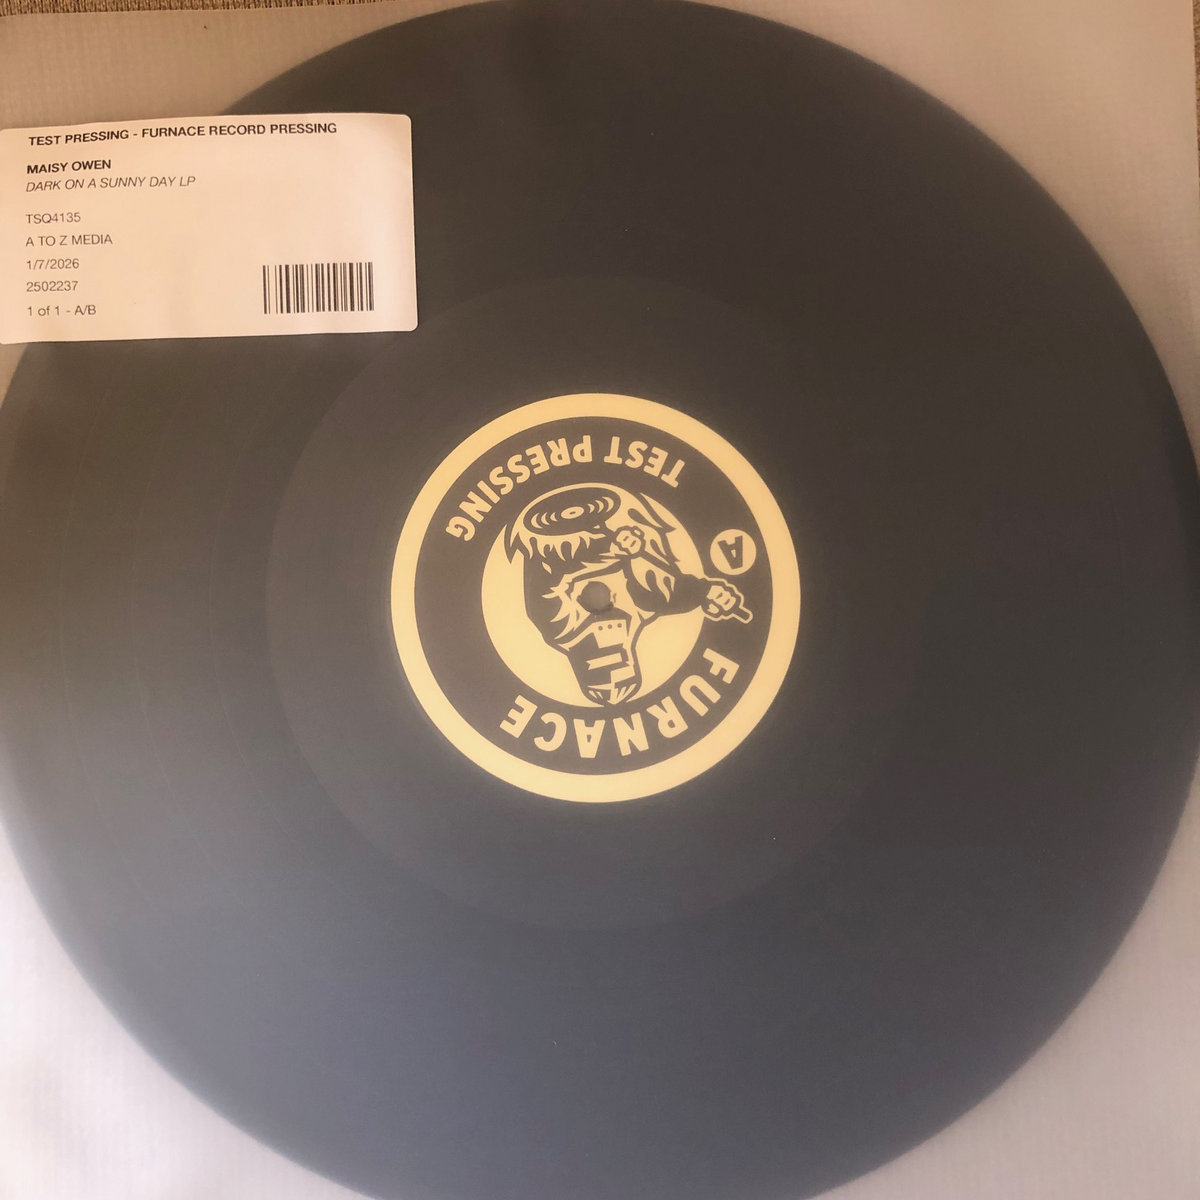 TEST PRESSING - FURNACE RECORD PRESSING
MAISY OWEN
DARK ON A SUNNY DAY LP
TSQ4135
A TO Z MEDIA
1/7/2026
2502237
1 of 1 - A/B
FURNACE
A
TEST PRESSING